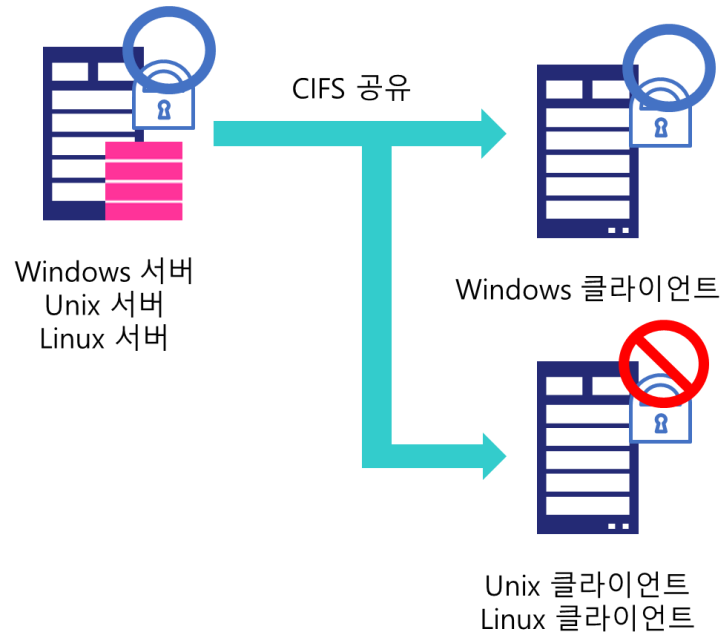 CIFS 공유
Windows 서버
Unix 서버
Linux 서버
Windows 클라이언트
Unix 클라이언트
Linux 클라이언트